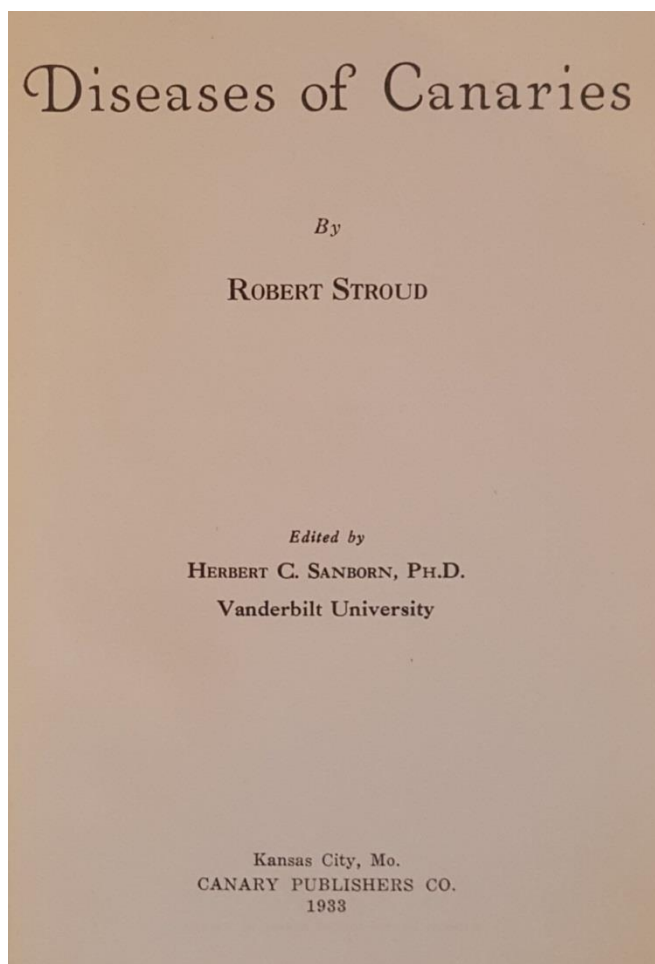 Diseases of Canaries
By
ROBERT STROUD
Edited by
HERBERT C. SANBORN, PH.D.
Vanderbilt University
Kansas City, Mo.
CANARY PUBLISHERS CO.
1933